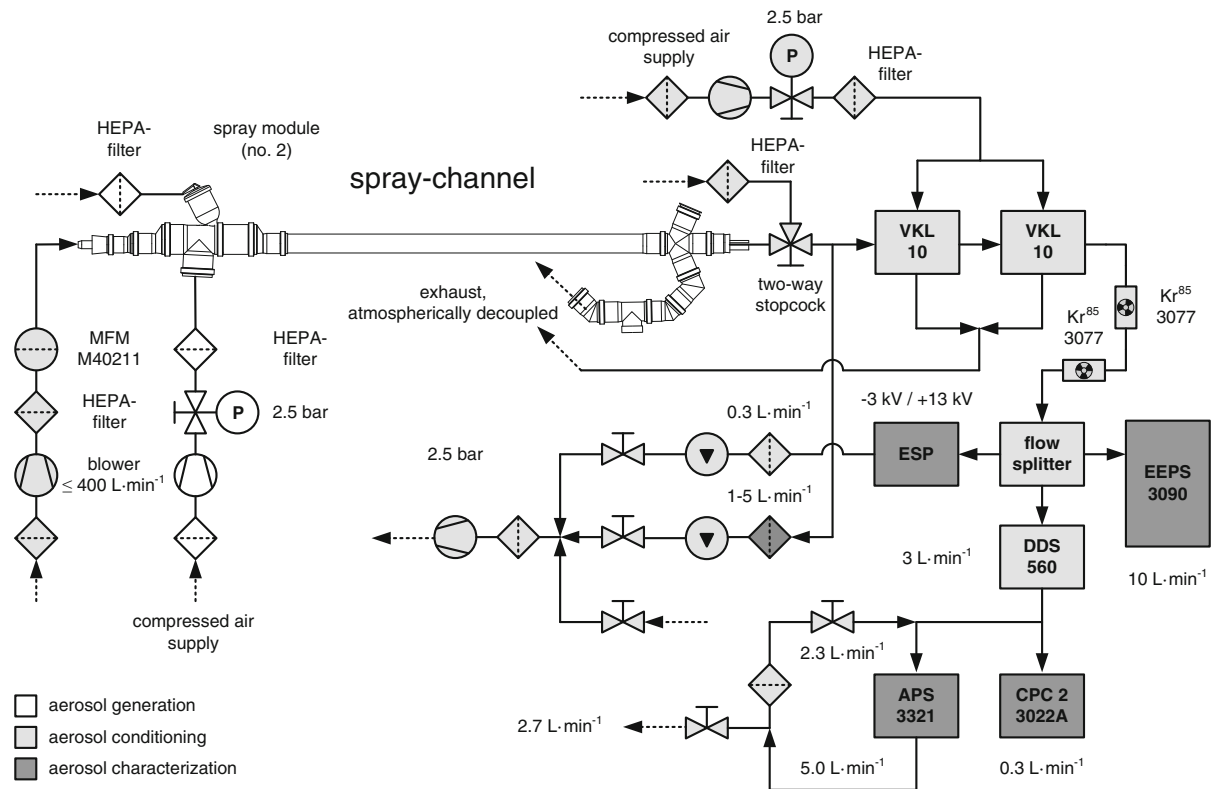 2.5 bar
compressed air
supply
P
HEPA-
filter
HEPA-
filter
spray module
(no. 2)
spray-channel
HEPA-
filter
VKL
10
VKL
10
two-way
stopcock
exhaust,
atmospherically decoupled
Kr⁸⁵
3077
Kr⁸⁵
3077
MFM
M40211
HEPA-
filter
HEPA-
filter
P
2.5 bar
blower
≤ 400 L·min⁻¹
compressed air
supply
-3 kV / +13 kV
0.3 L·min⁻¹
2.5 bar
ESP
flow
splitter
EEPS
3090
1-5 L·min⁻¹
3 L·min⁻¹
DDS
560
10 L·min⁻¹
2.3 L·min⁻¹
APS
3321
CPC 2
3022A
2.7 L·min⁻¹
5.0 L·min⁻¹
0.3 L·min⁻¹
aerosol generation
aerosol conditioning
aerosol characterization